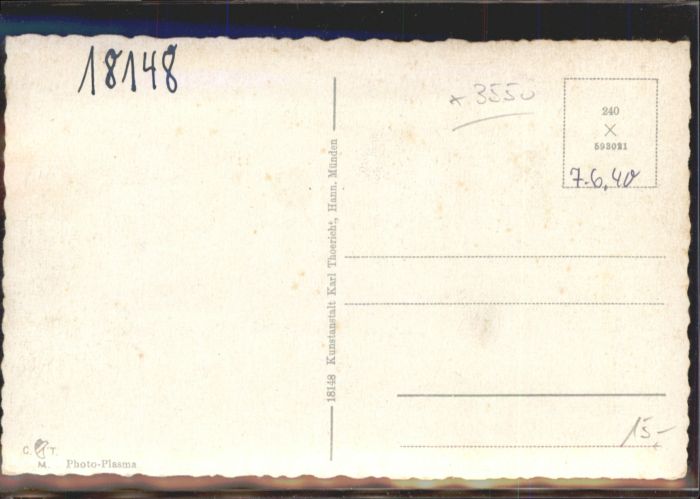 18148
* 3550
240
X
593021
7.6.40
18148 Kunstanstalt Karl Thoericht, Hann. Münden
15-
C. T.
M. Photo-Plasma